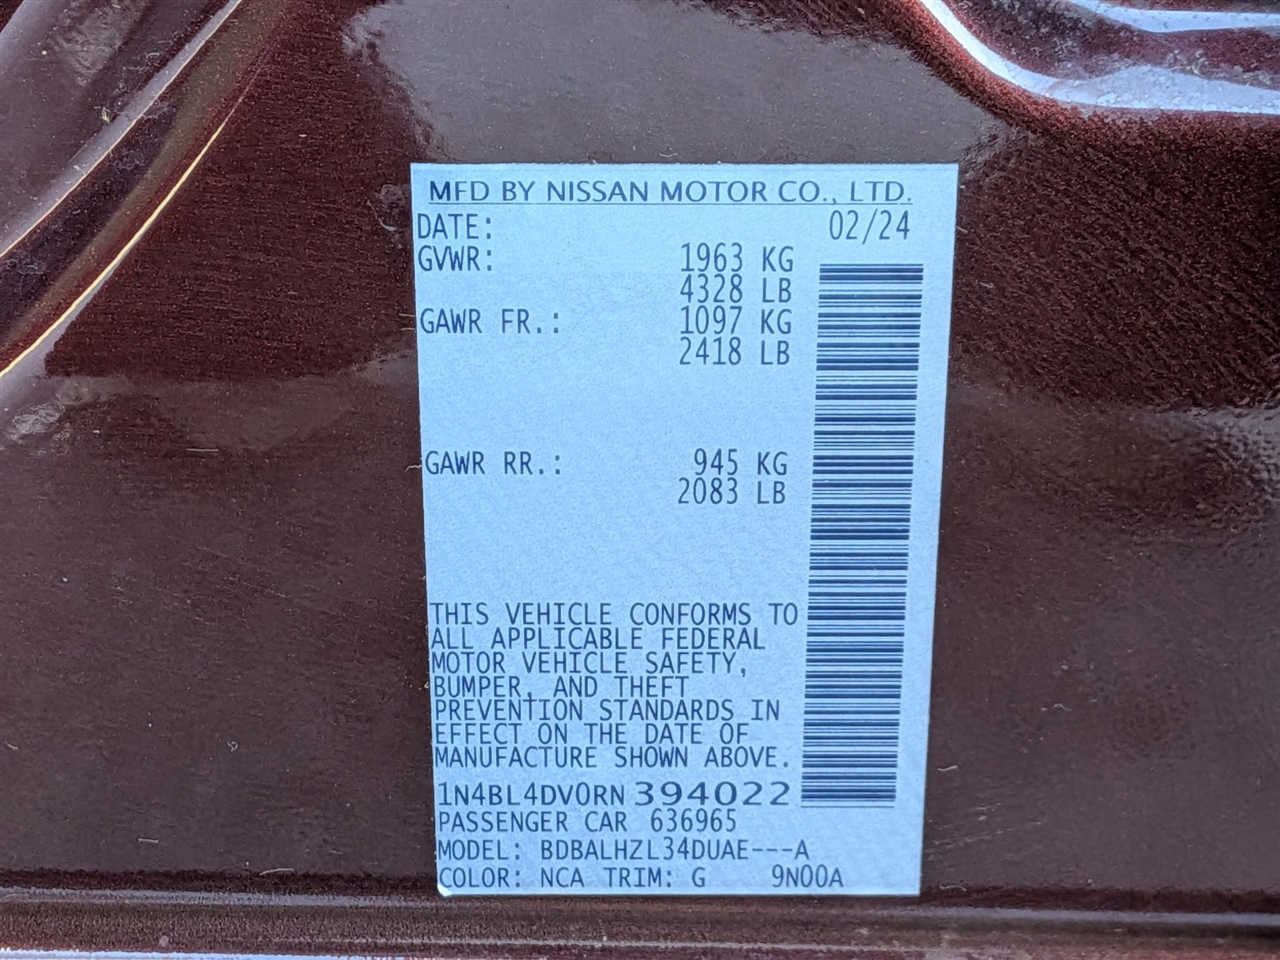 MFD BY NISSAN MOTOR CO., LTD.
DATE: 02/24
GVWR: 1963 KG
4328 LB
GAWR FR.: 1097 KG
2418 LB
GAWR RR.: 945 KG
2083 LB
THIS VEHICLE CONFORMS TO
ALL APPLICABLE FEDERAL
MOTOR VEHICLE SAFETY,
BUMPER, AND THEFT
PREVENTION STANDARDS IN
EFFECT ON THE DATE OF
MANUFACTURE SHOWN ABOVE.
1N4BL4DV0RN394022
PASSENGER CAR 636965
MODEL: BDBALHZL34DUAE---A
COLOR: NCA TRIM: G 9N00A